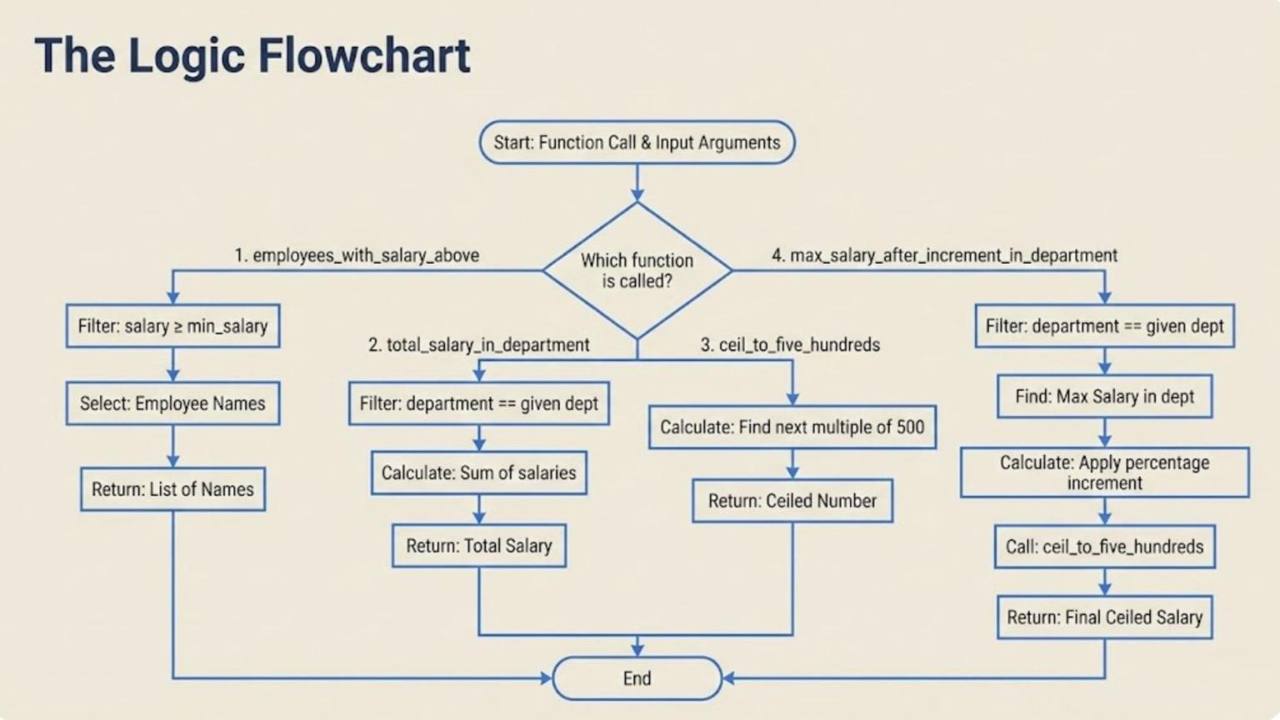 The Logic Flowchart
Start: Function Call & Input Arguments
Which function
is called?
1. employees_with_salary_above
Filter: salary ≥ min_salary
Select: Employee Names
Return: List of Names
2. total_salary_in_department
Filter: department == given dept
Calculate: Sum of salaries
Return: Total Salary
3. ceil_to_five_hundreds
Calculate: Find next multiple of 500
Return: Ceiled Number
4. max_salary_after_increment_in_department
Filter: department == given dept
Find: Max Salary in dept
Calculate: Apply percentage
increment
Call: ceil_to_five_hundreds
Return: Final Ceiled Salary
End